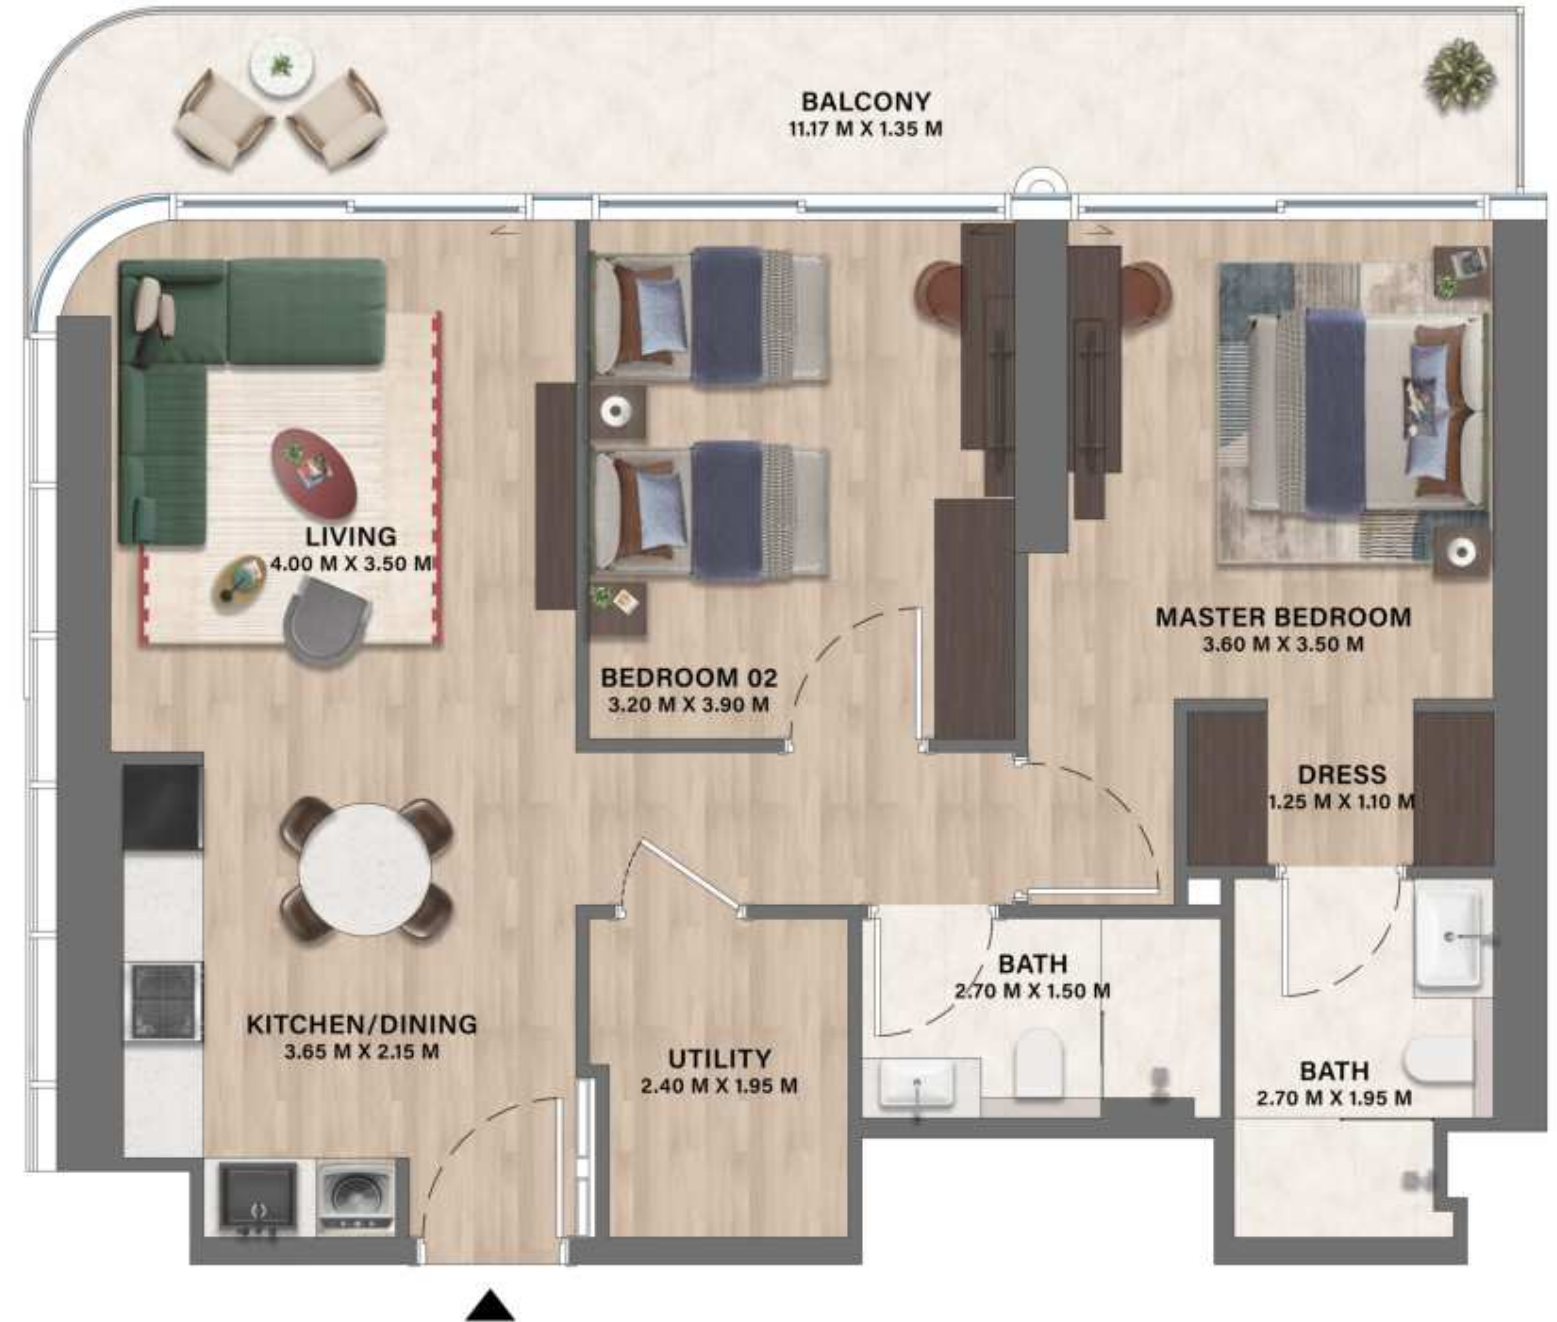 BALCONY
11.17 M X 1.35 M
LIVING
4.00 M X 3.50 M
BEDROOM 02
3.20 M X 3.90 M
MASTER BEDROOM
3.60 M X 3.50 M
DRESS
1.25 M X 1.10 M
KITCHEN/DINING
3.65 M X 2.15 M
UTILITY
2.40 M X 1.95 M
BATH
2.70 M X 1.50 M
BATH
2.70 M X 1.95 M